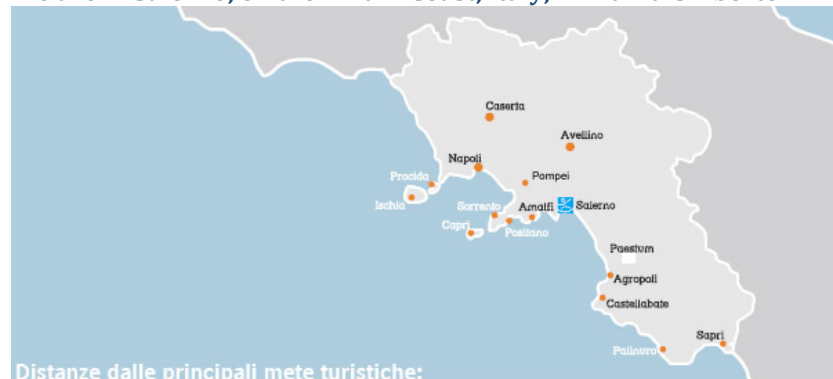 Caserta
Avellino
Napoli
Pompei
Procida
Ischia
Sorrento
Amalfi
Salerno
Capri
Positano
Paestum
Agropoli
Castellabate
Sapri
Palinuro
Distanze dalle principali mete turistiche: